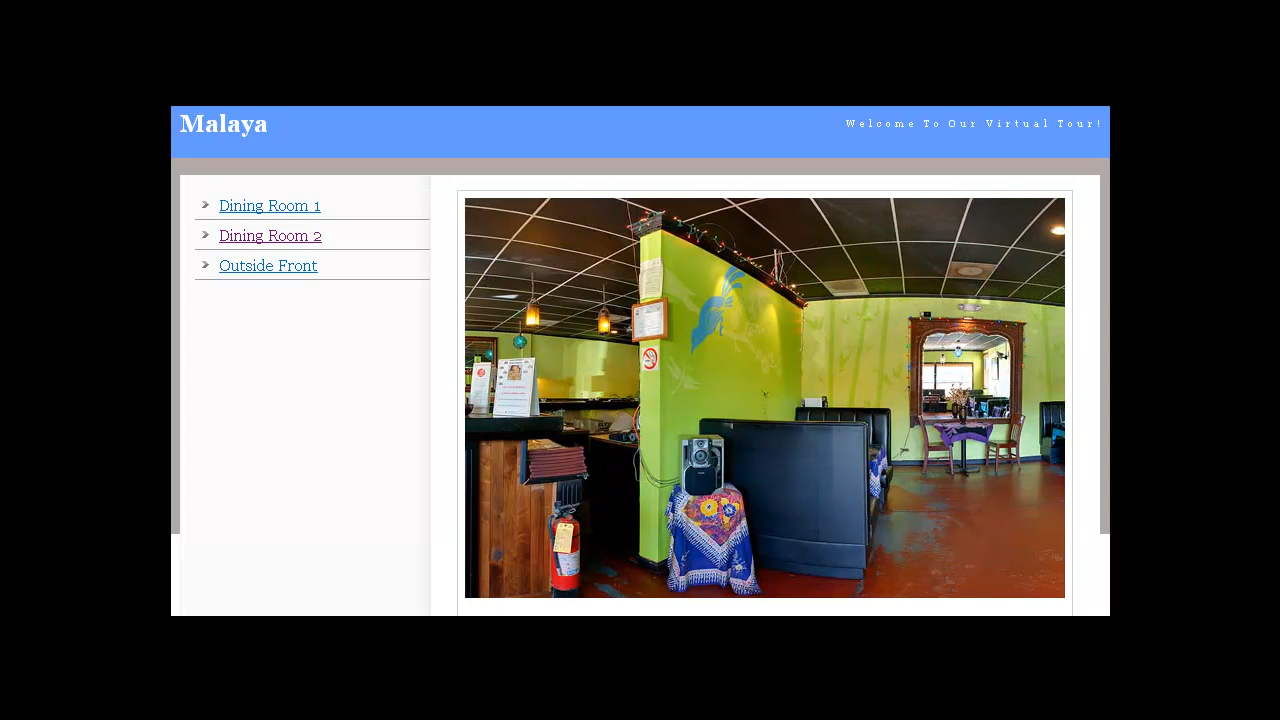 Malaya
Welcome To Our Virtual Tour!
Dining Room 1
Dining Room 2
Outside Front